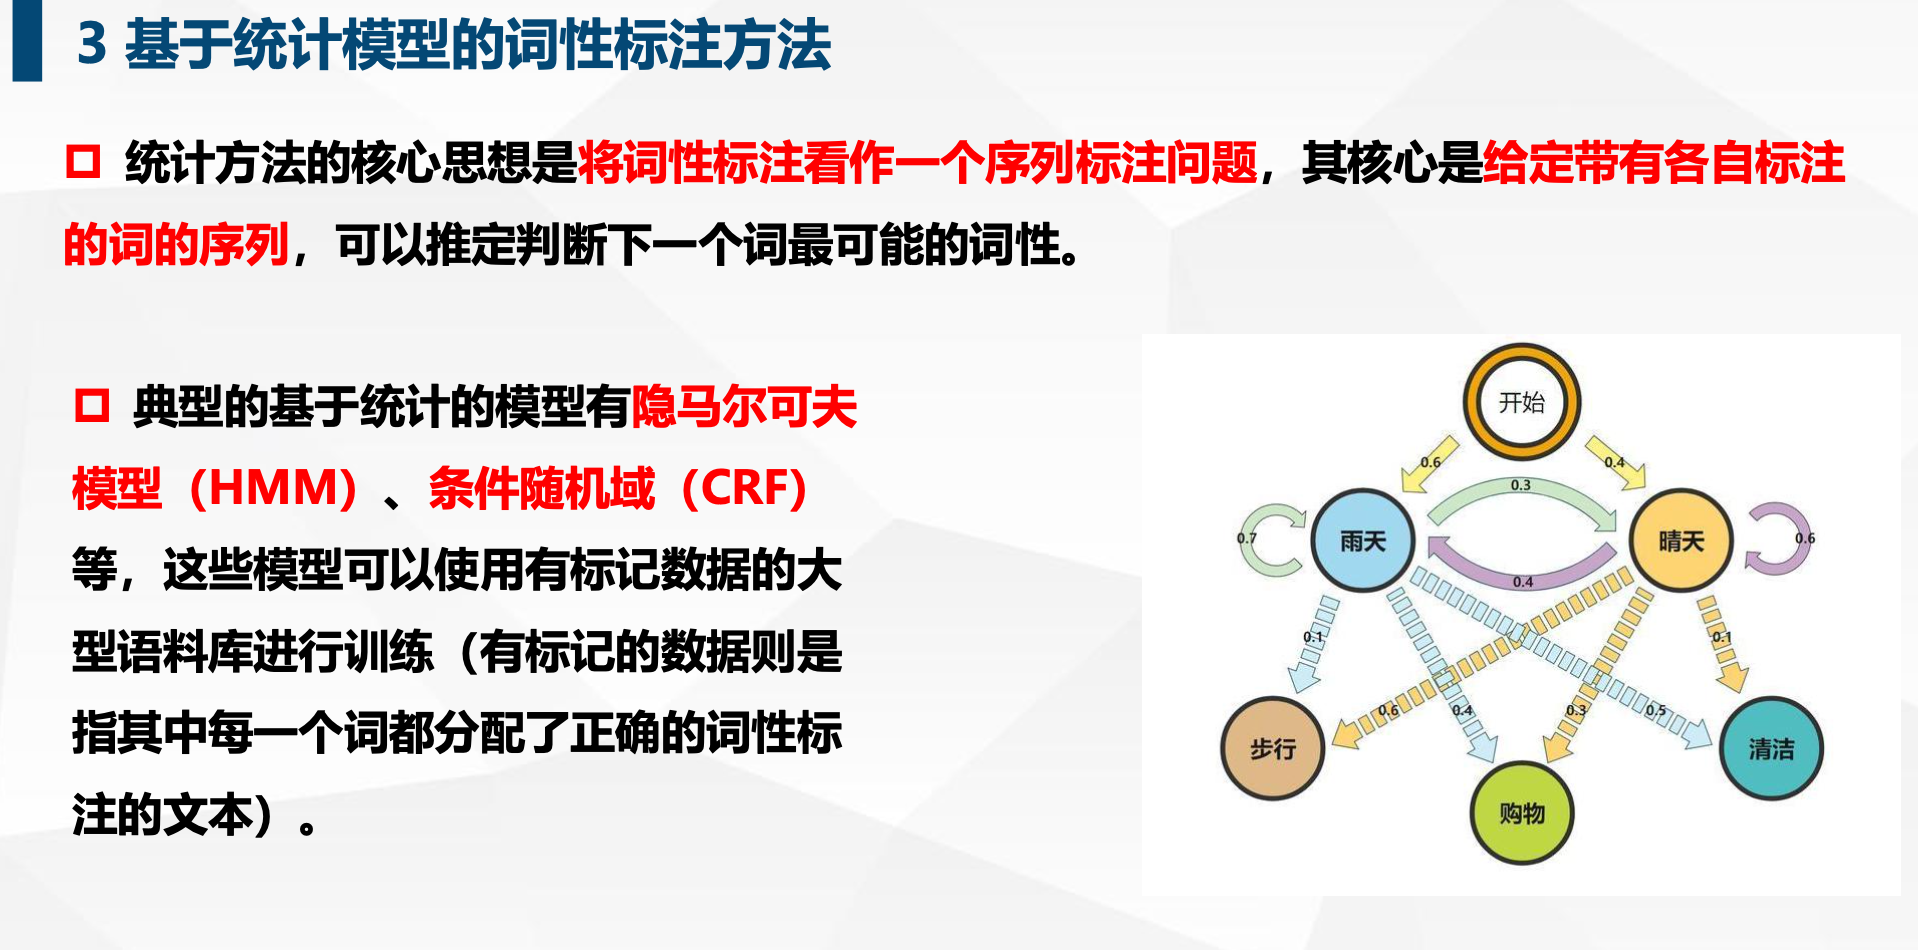 3 基于统计模型的词性标注方法
统计方法的核心思想是将词性标注看作一个序列标注问题，其核心是给定带有各自标注
的词的序列，可以推定判断下一个词最可能的词性。
典型的基于统计的模型有隐马尔可夫
模型（HMM）、条件随机域（CRF）
等，这些模型可以使用有标记数据的大
型语料库进行训练（有标记的数据则是
指其中每一个词都分配了正确的词性标
注的文本）。
开始
0.6
0.4
0.3
0.7
雨天
晴天
0.6
0.4
0.1
0.1
0.6
0.4
0.3
0.5
步行
清洁
购物